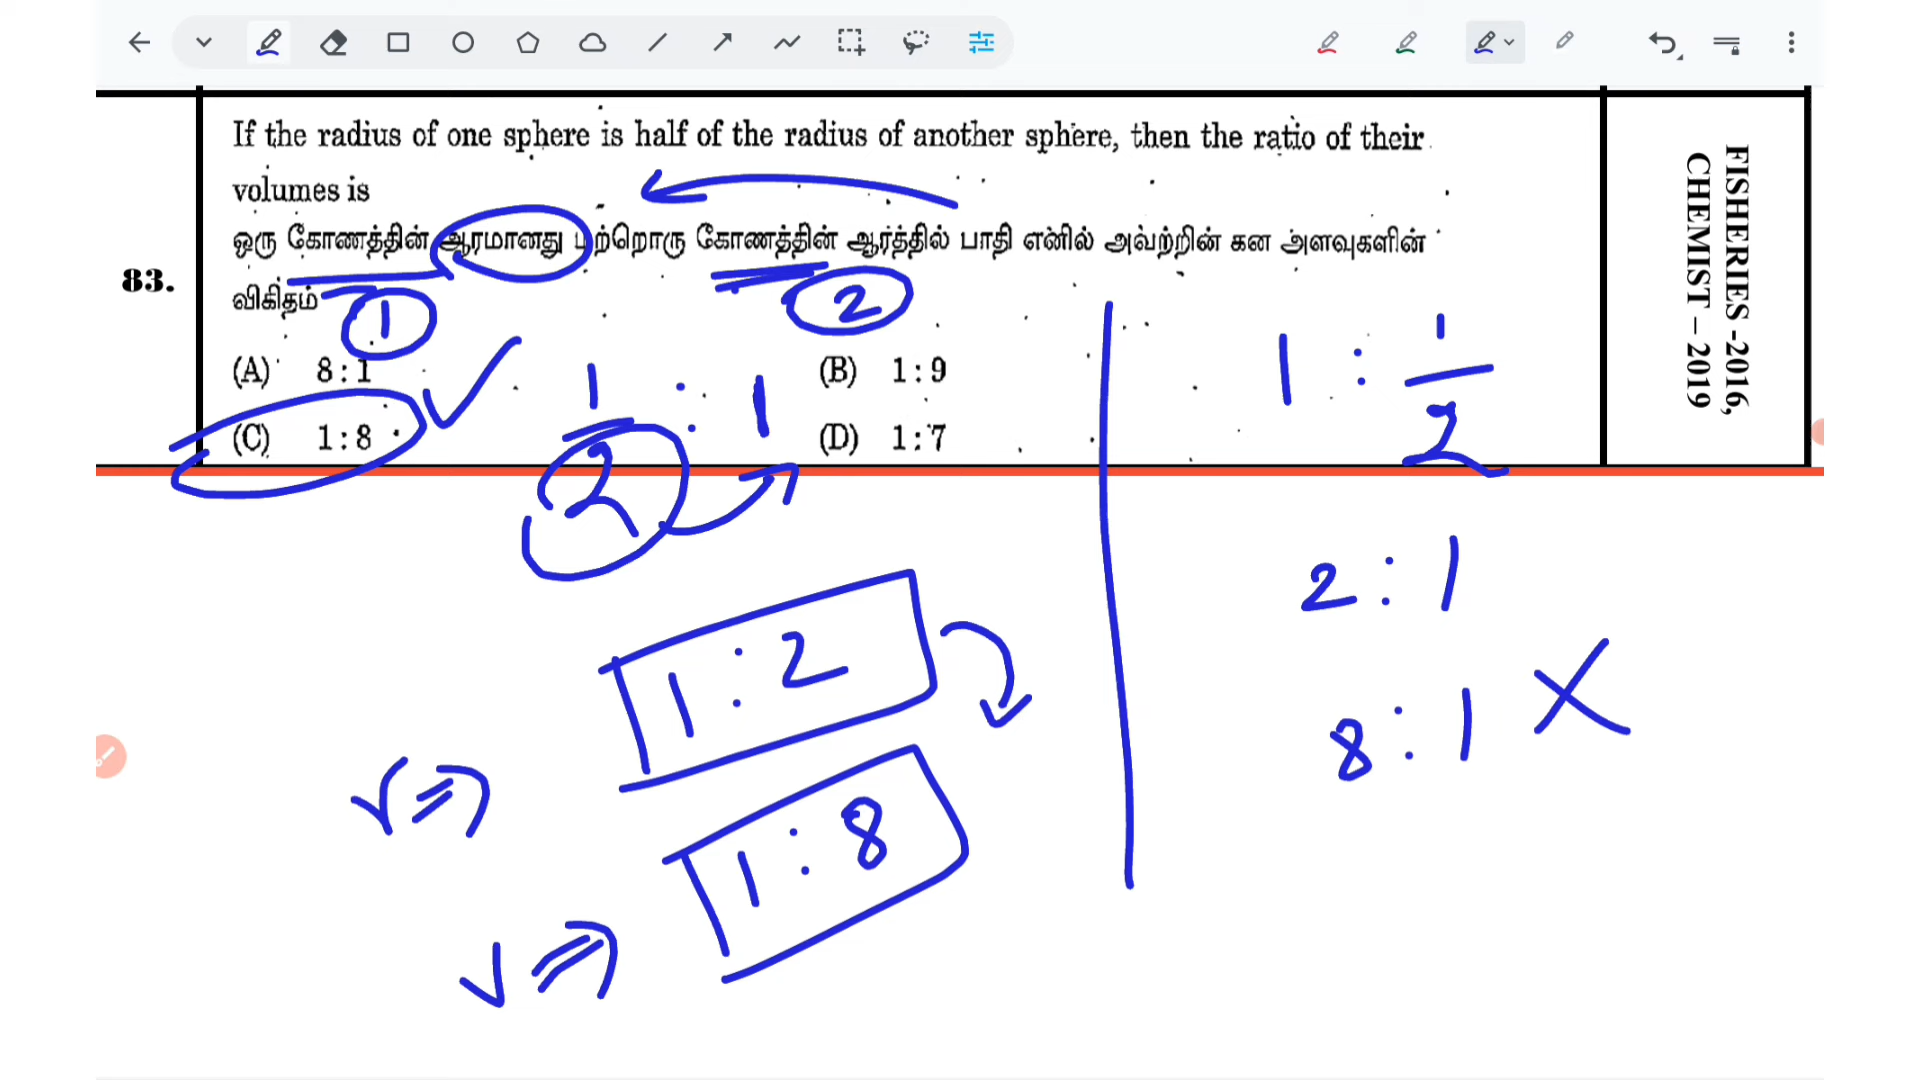 If the radius of one sphere is half of the radius of another sphere, then the ratio of their
volumes is
ஒரு கோணத்தின் ஆரமானது மற்றொரு கோணத்தின் ஆரத்தில் பாதி எனில் அவற்றின் கன அளவுகளின்
83.
விகிதம்
1
2
(A) 8 : 1
(B) 1 : 9
(C) 1 : 8
(D) 1 : 7
FISHERIES -2016,
CHEMIST – 2019
1/2 : 1
1 : 1/2
1 : 2
2 : 1
8 : 1
r ⇒
1 : 8
V ⇒